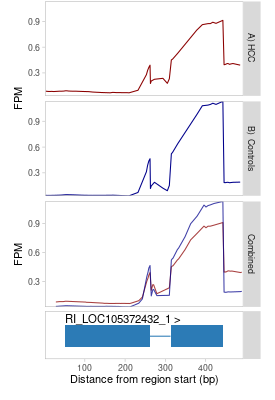 0.9
0.6
0.3
FPM
A) HCC
0.9
0.6
0.3
B) Controls
0.9
0.6
0.3
FPM
Combined
RI_LOC105372432_1 >
100 200 300 400
Distance from region start (bp)